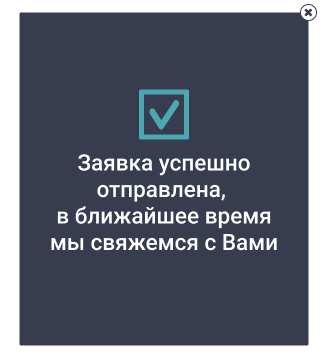 Заявка успешно
отправлена,
в ближайшее время
мы свяжемся с Вами